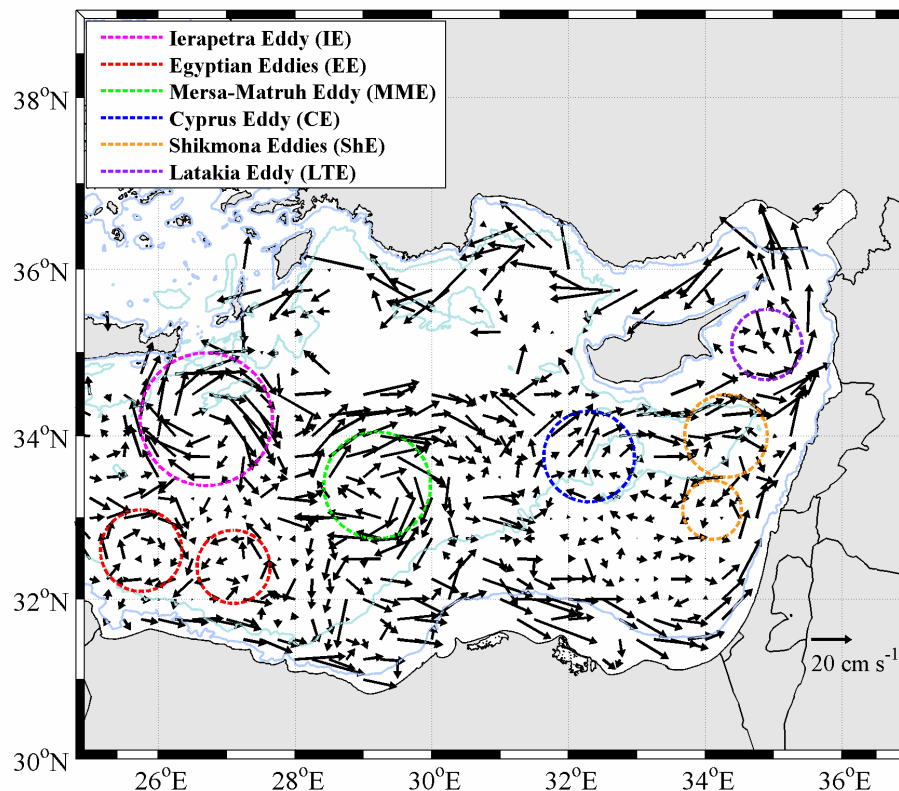 Ierapetra Eddy (IE)
Egyptian Eddies (EE)
Mersa-Matruh Eddy (MME)
Cyprus Eddy (CE)
Shikmona Eddies (ShE)
Latakia Eddy (LTE)
38°N
36°N
34°N
32°N
30°N
20 cm s⁻¹
26°E
28°E
30°E
32°E
34°E
36°E